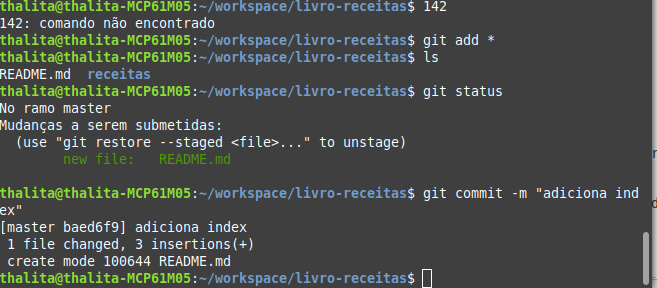 thalita@thalita-MCP61M05:~/workspace/livro-receitas$ 142
142: comando não encontrado
thalita@thalita-MCP61M05:~/workspace/livro-receitas$ git add *
thalita@thalita-MCP61M05:~/workspace/livro-receitas$ ls
README.md  receitas
thalita@thalita-MCP61M05:~/workspace/livro-receitas$ git status
No ramo master
Mudanças a serem submetidas:
  (use "git restore --staged <file>..." to unstage)
        new file:   README.md
thalita@thalita-MCP61M05:~/workspace/livro-receitas$ git commit -m "adiciona ind
ex"
[master baed6f9] adiciona index
 1 file changed, 3 insertions(+)
 create mode 100644 README.md
thalita@thalita-MCP61M05:~/workspace/livro-receitas$